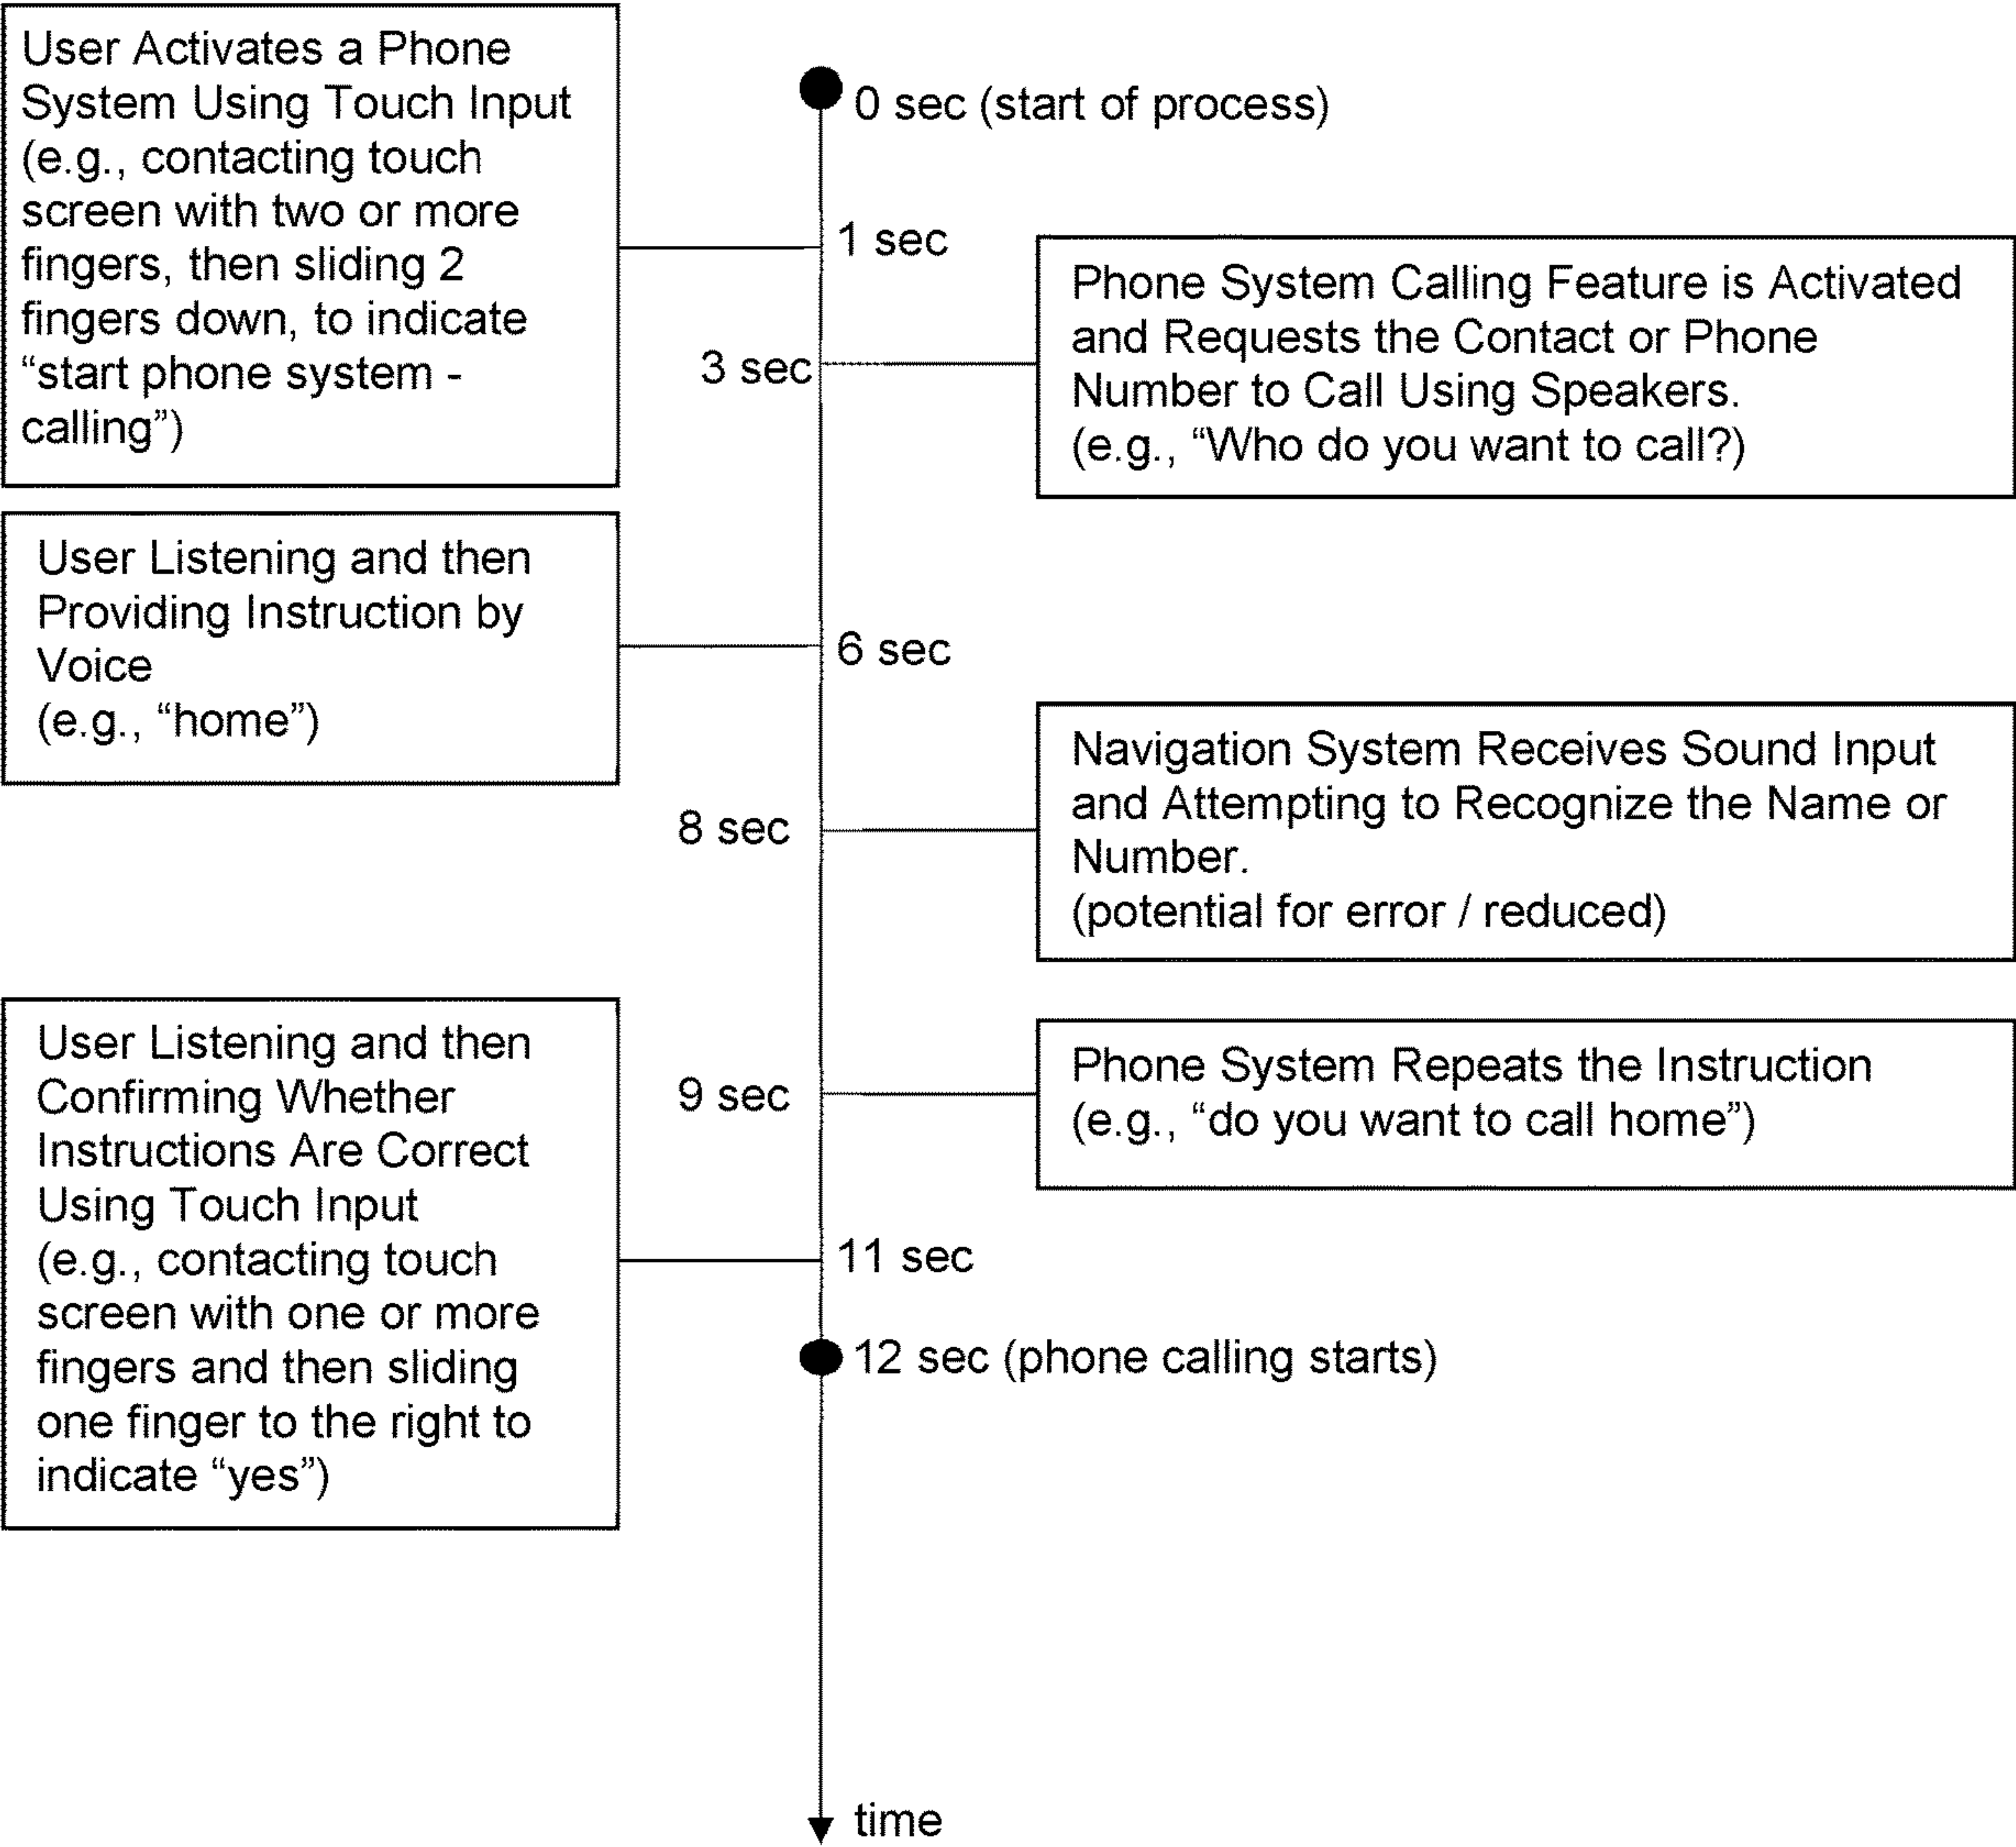 User Activates a Phone
System Using Touch Input
(e.g., contacting touch
screen with two or more
fingers, then sliding 2
fingers down, to indicate
“start phone system -
calling”)
0 sec (start of process)
1 sec
Phone System Calling Feature is Activated
and Requests the Contact or Phone
Number to Call Using Speakers.
(e.g., “Who do you want to call?)
3 sec
User Listening and then
Providing Instruction by
Voice
(e.g., “home”)
6 sec
Navigation System Receives Sound Input
and Attempting to Recognize the Name or
Number.
(potential for error / reduced)
8 sec
Phone System Repeats the Instruction
(e.g., “do you want to call home”)
9 sec
User Listening and then
Confirming Whether
Instructions Are Correct
Using Touch Input
(e.g., contacting touch
screen with one or more
fingers and then sliding
one finger to the right to
indicate “yes”)
11 sec
12 sec (phone calling starts)
time